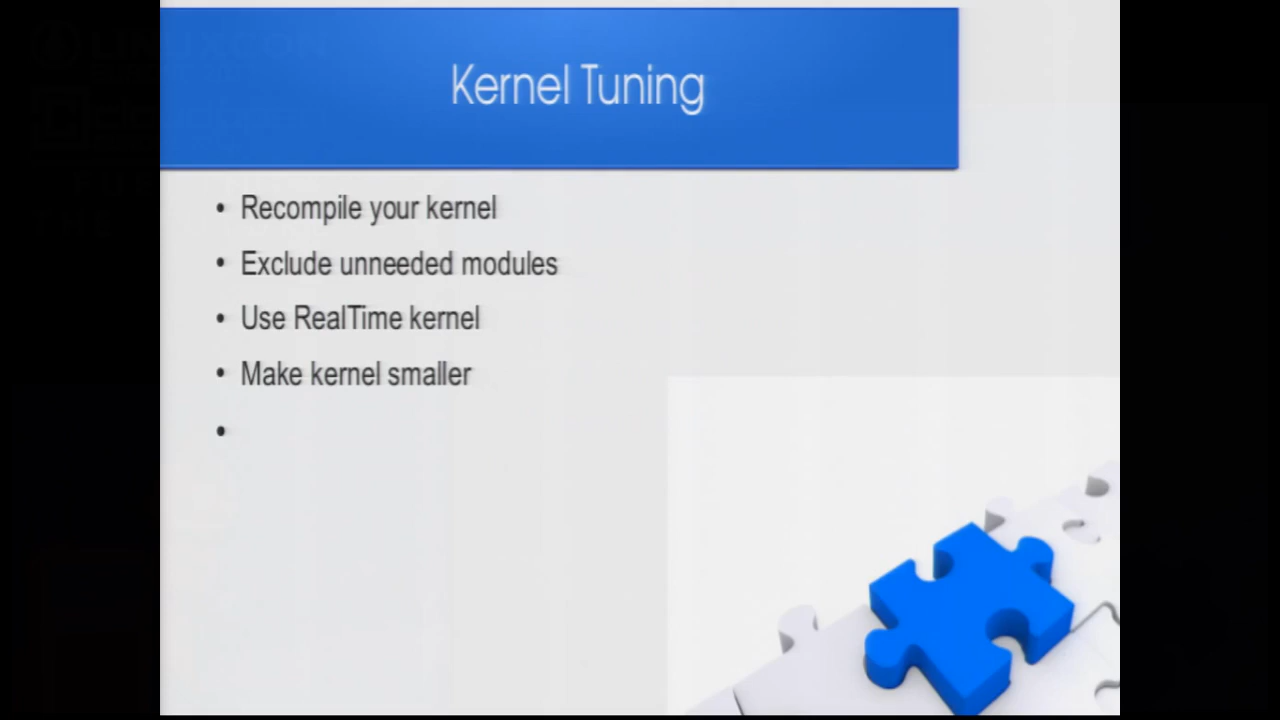 Kernel Tuning
• Recompile your kernel
• Exclude unneeded modules
• Use RealTime kernel
• Make kernel smaller
•